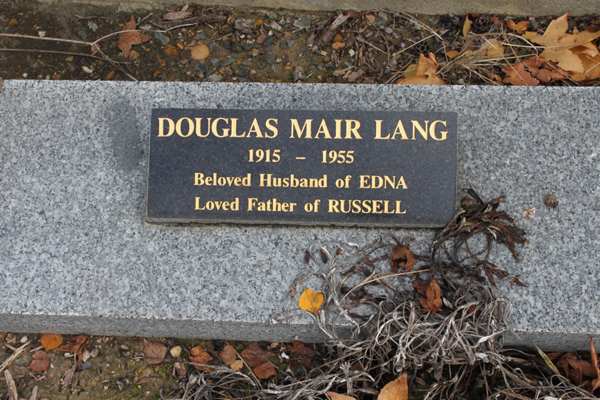 DOUGLAS MAIR LANG
1915 – 1955
Beloved Husband of EDNA
Loved Father of RUSSELL